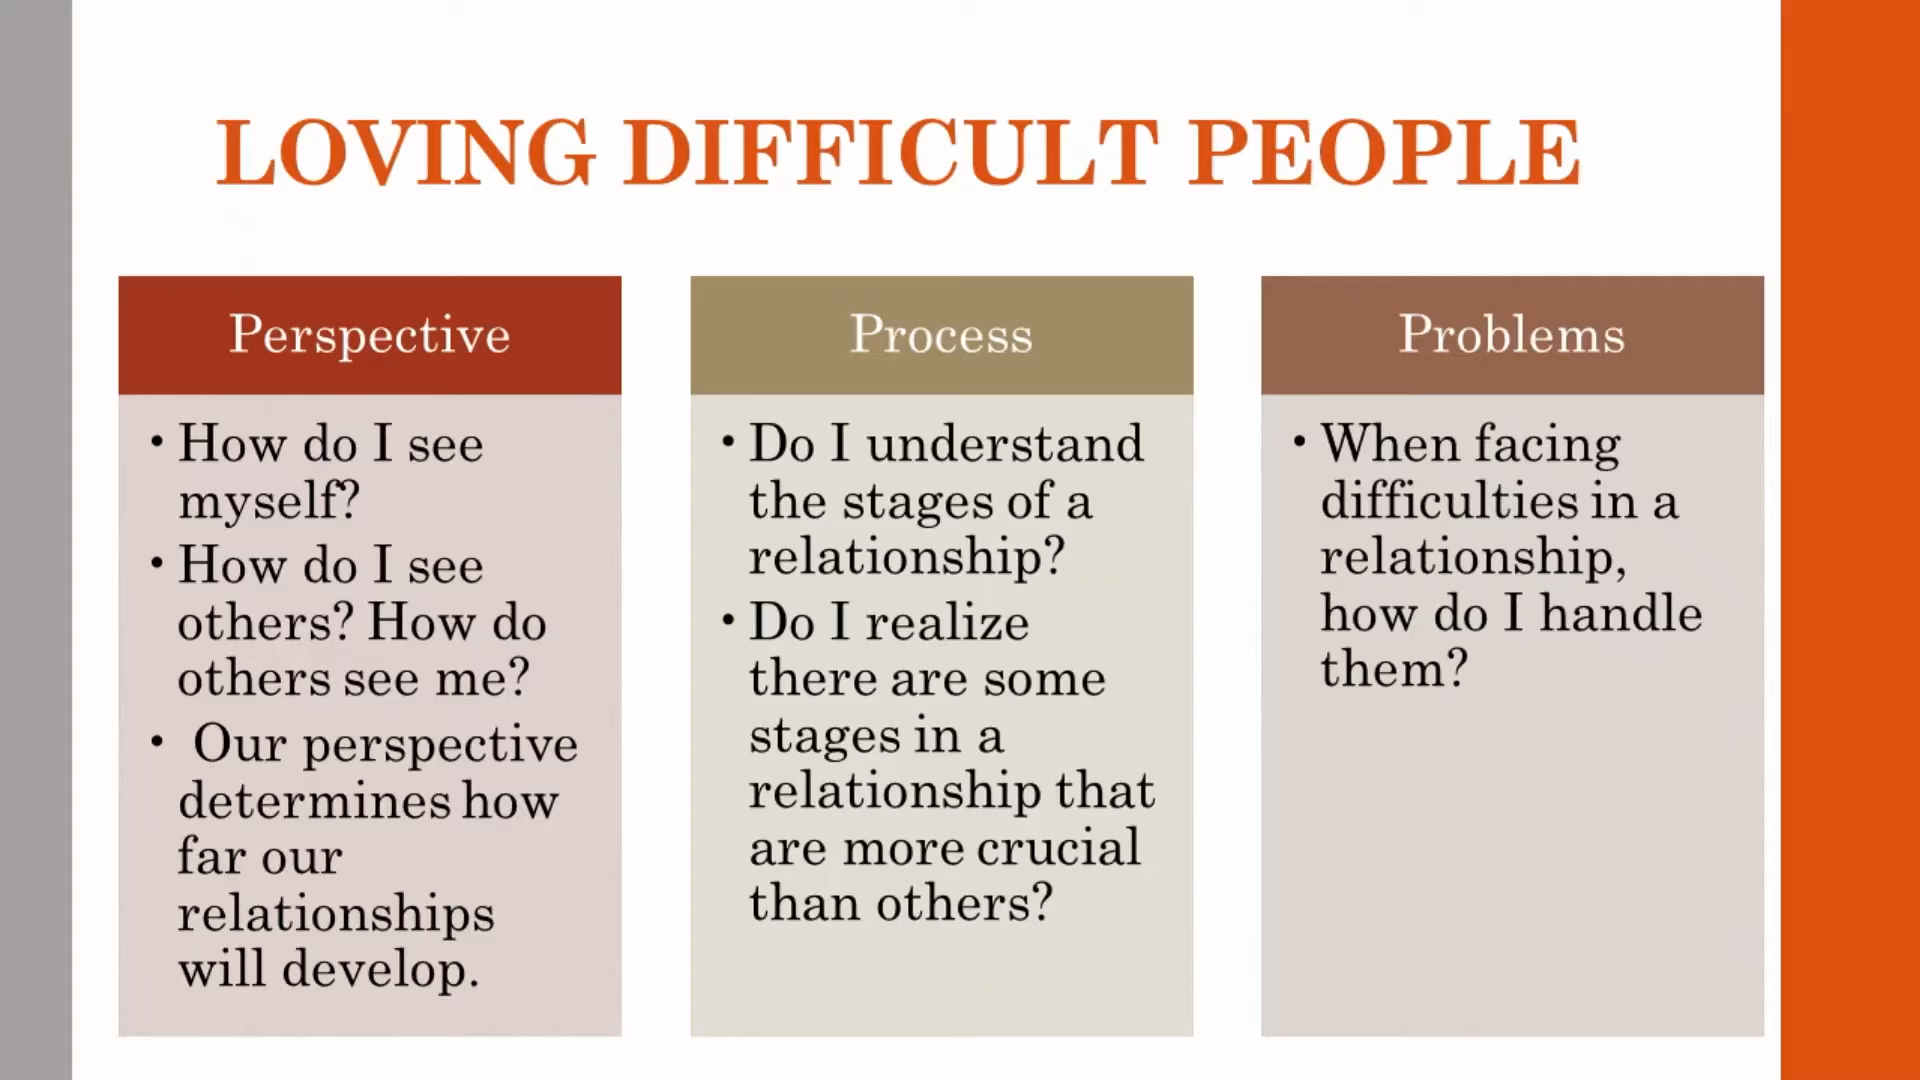 LOVING DIFFICULT PEOPLE
Perspective
• How do I see
myself?
• How do I see
others? How do
others see me?
• Our perspective
determines how
far our
relationships
will develop.
Process
• Do I understand
the stages of a
relationship?
• Do I realize
there are some
stages in a
relationship that
are more crucial
than others?
Problems
• When facing
difficulties in a
relationship,
how do I handle
them?